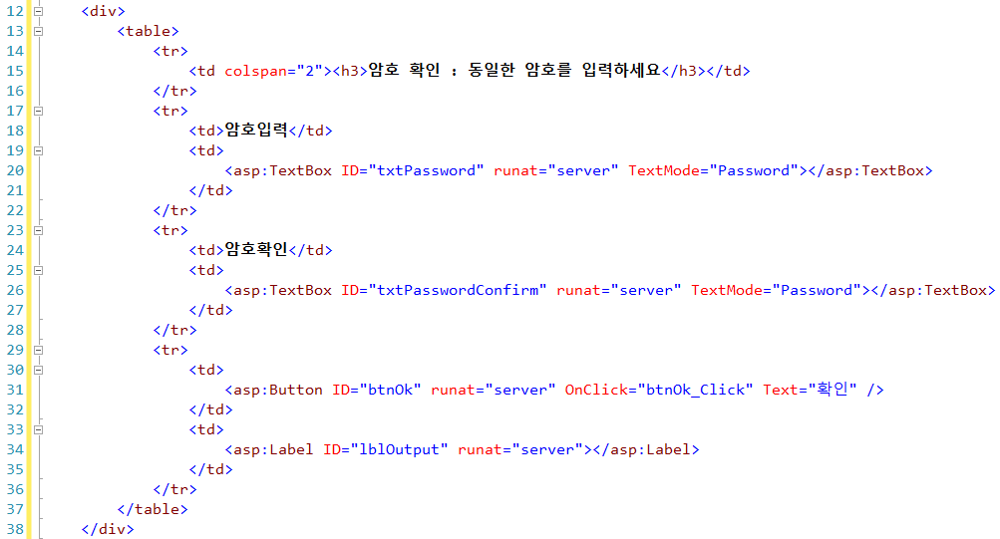 12 <div>
13 <table>
14 <tr>
15 <td colspan="2"><h3>암호 확인 : 동일한 암호를 입력하세요</h3></td>
16 </tr>
17 <tr>
18 <td>암호입력</td>
19 <td>
20 <asp:TextBox ID="txtPassword" runat="server" TextMode="Password"></asp:TextBox>
21 </td>
22 </tr>
23 <tr>
24 <td>암호확인</td>
25 <td>
26 <asp:TextBox ID="txtPasswordConfirm" runat="server" TextMode="Password"></asp:TextBox>
27 </td>
28 </tr>
29 <tr>
30 <td>
31 <asp:Button ID="btnOk" runat="server" OnClick="btnOk_Click" Text="확인" />
32 </td>
33 <td>
34 <asp:Label ID="lblOutput" runat="server"></asp:Label>
35 </td>
36 </tr>
37 </table>
38 </div>